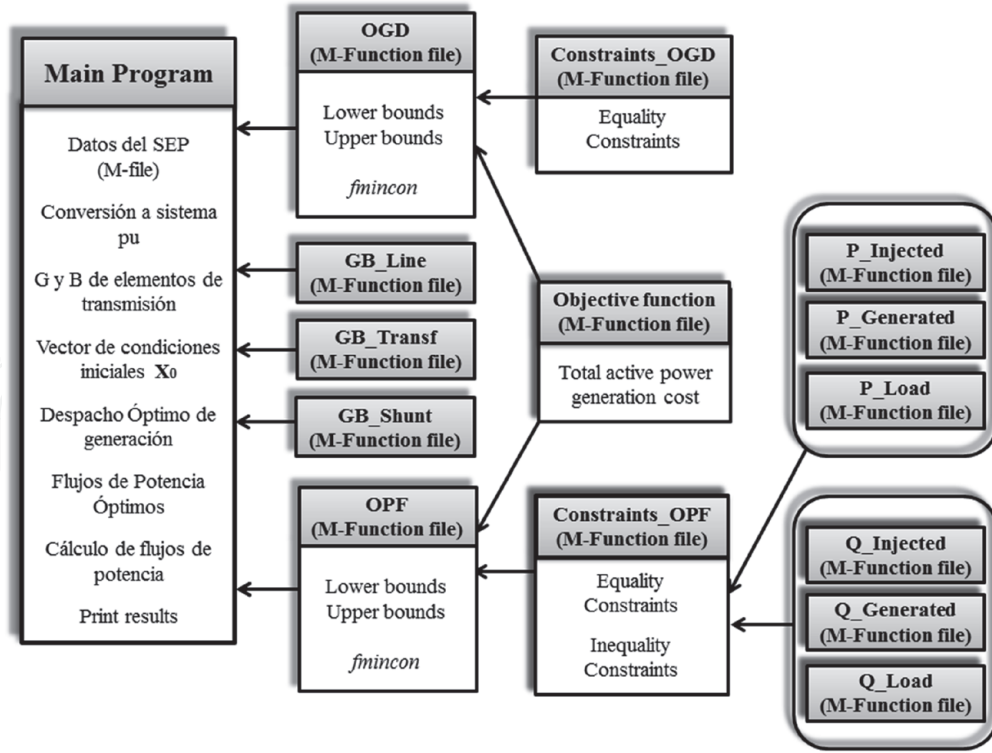 Main Program
Datos del SEP
(M-file)
Conversión a sistema
pu
G y B de elementos de
transmisión
Vector de condiciones
iniciales X₀
Despacho Óptimo de
generación
Flujos de Potencia
Óptimos
Cálculo de flujos de
potencia
Print results
OGD
(M-Function file)
Lower bounds
Upper bounds
fmincon
GB_Line
(M-Function file)
GB_Transf
(M-Function file)
GB_Shunt
(M-Function file)
OPF
(M-Function file)
Lower bounds
Upper bounds
fmincon
Constraints_OGD
(M-Function file)
Equality
Constraints
Objective function
(M-Function file)
Total active power
generation cost
Constraints_OPF
(M-Function file)
Equality
Constraints
Inequality
Constraints
P_Injected
(M-Function file)
P_Generated
(M-Function file)
P_Load
(M-Function file)
Q_Injected
(M-Function file)
Q_Generated
(M-Function file)
Q_Load
(M-Function file)